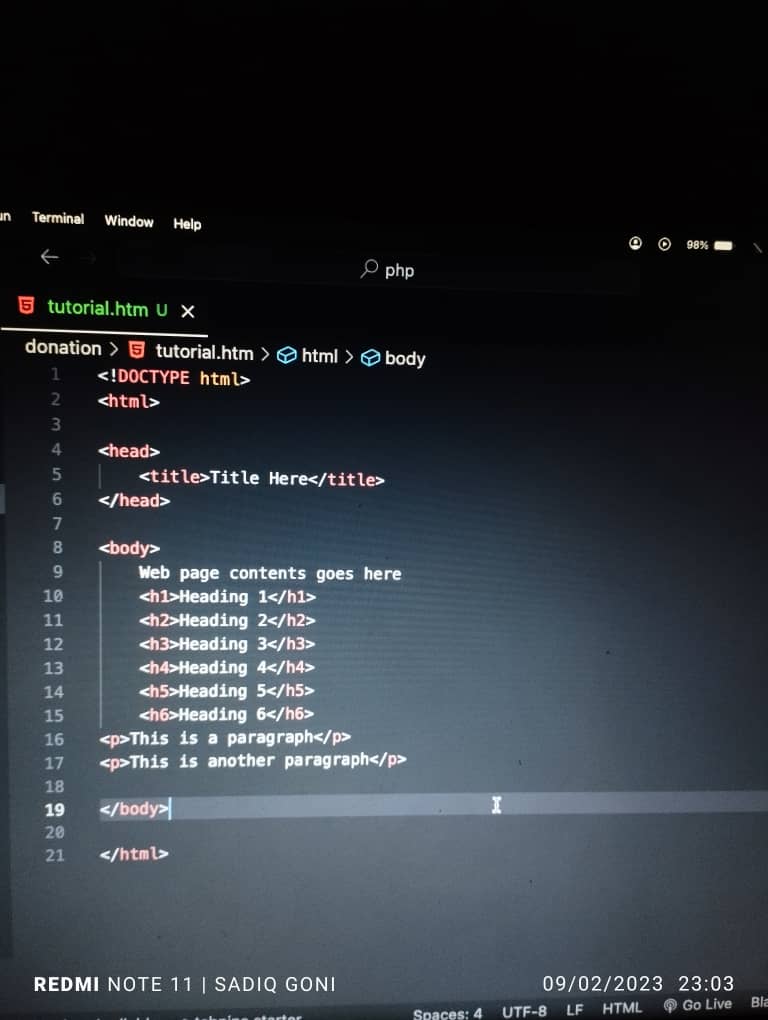 Terminal Window Help
98%
php
tutorial.htm U
donation > tutorial.htm > html > body
1 <!DOCTYPE html>
2 <html>
3
4 <head>
5 <title>Title Here</title>
6 </head>
7
8 <body>
9 Web page contents goes here
10 <h1>Heading 1</h1>
11 <h2>Heading 2</h2>
12 <h3>Heading 3</h3>
13 <h4>Heading 4</h4>
14 <h5>Heading 5</h5>
15 <h6>Heading 6</h6>
16 <p>This is a paragraph</p>
17 <p>This is another paragraph</p>
18
19 </body>
20
21 </html>
REDMI NOTE 11 | SADIQ GONI 09/02/2023 23:03
Spaces: 4 UTF-8 LF HTML Go Live